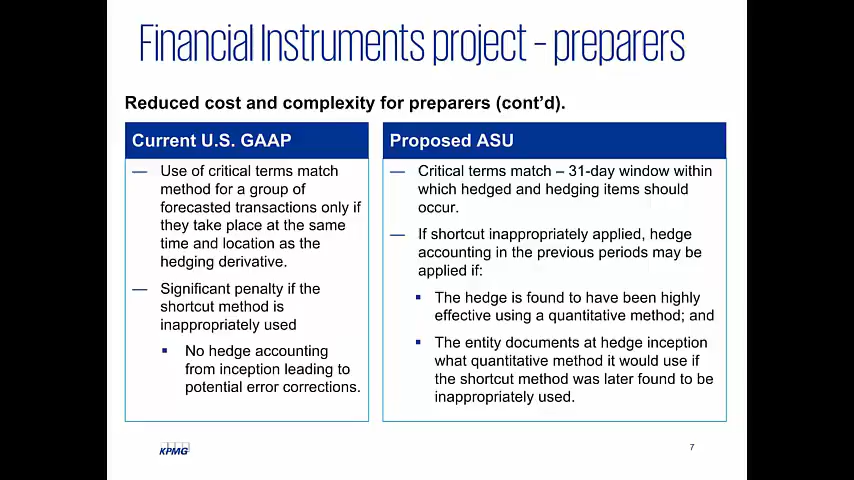 Financial Instruments project – preparers
Reduced cost and complexity for preparers (cont’d).
Current U.S. GAAP
— Use of critical terms match
method for a group of
forecasted transactions only if
they take place at the same
time and location as the
hedging derivative.
— Significant penalty if the
shortcut method is
inappropriately used
▪ No hedge accounting
from inception leading to
potential error corrections.
Proposed ASU
— Critical terms match – 31-day window within
which hedged and hedging items should
occur.
— If shortcut inappropriately applied, hedge
accounting in the previous periods may be
applied if:
▪ The hedge is found to have been highly
effective using a quantitative method; and
▪ The entity documents at hedge inception
what quantitative method it would use if
the shortcut method was later found to be
inappropriately used.
KPMG
7